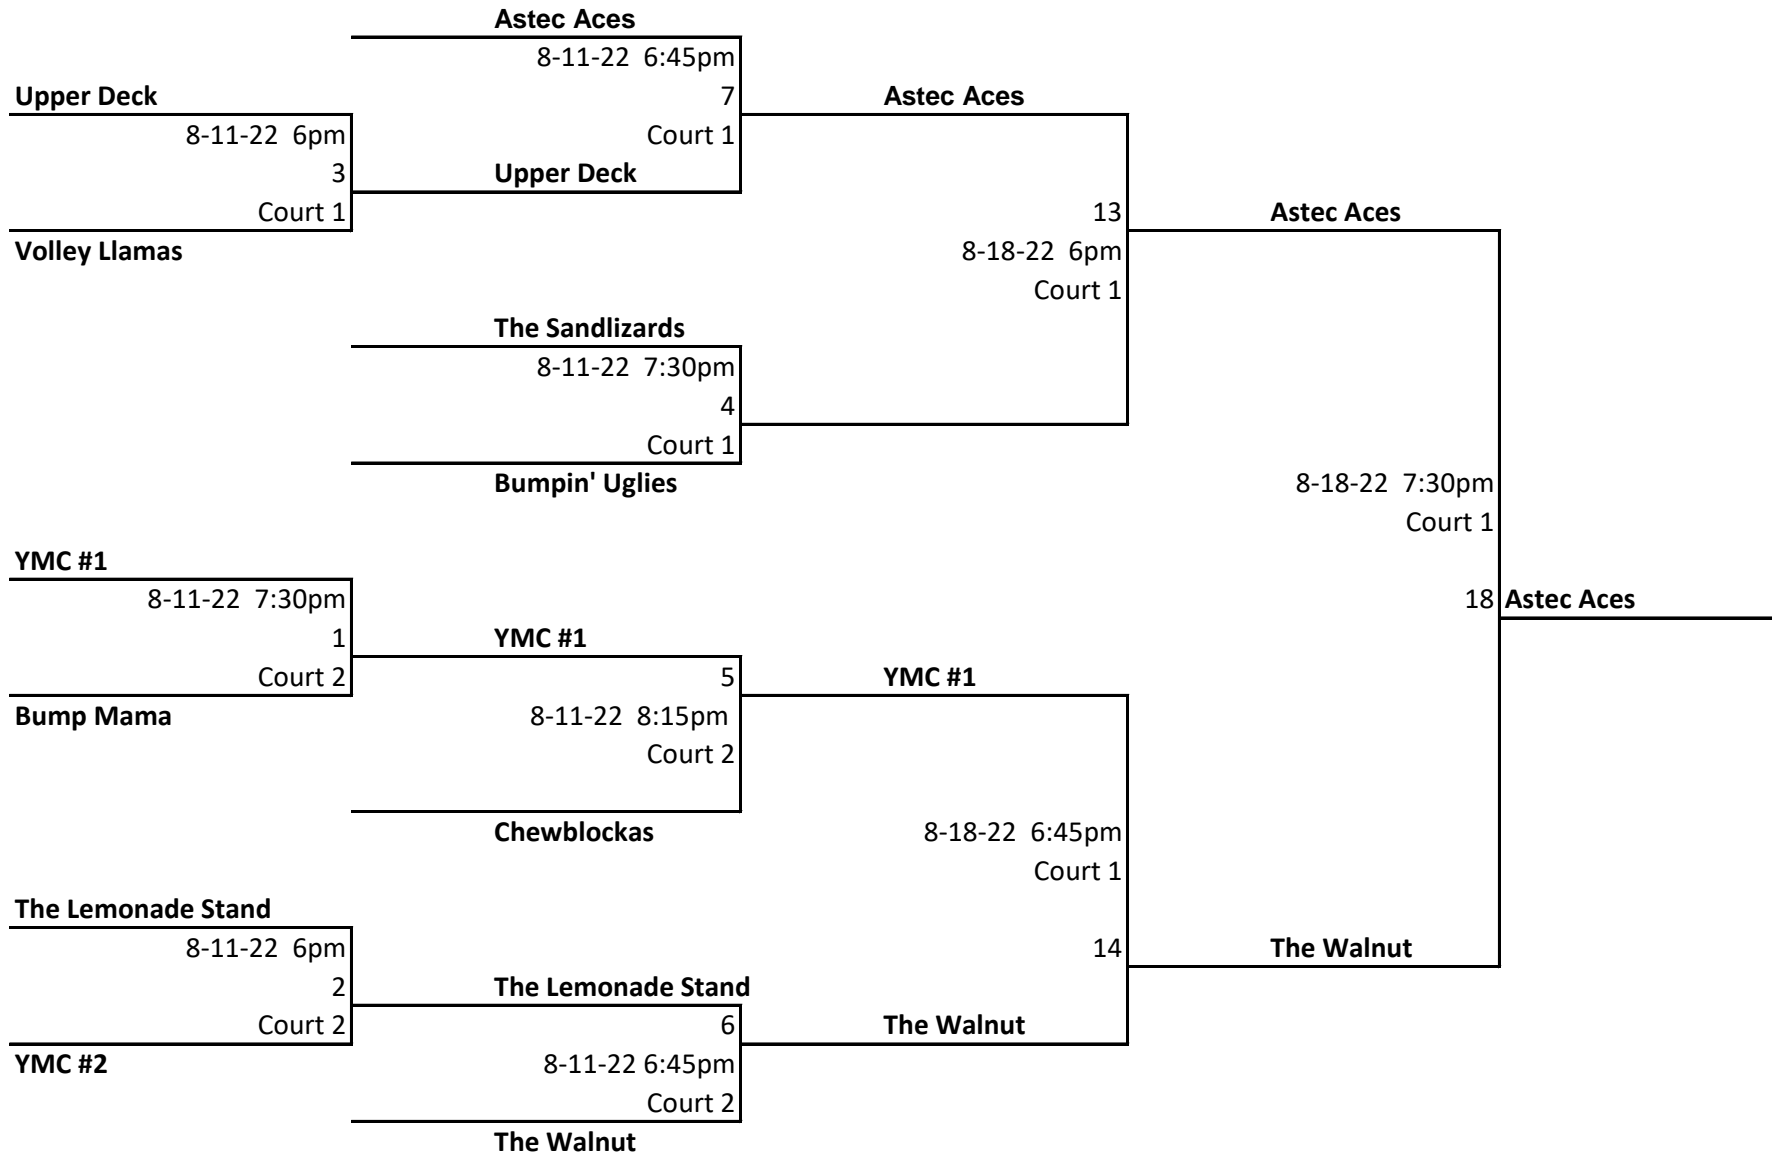 Astec Aces
8-11-22 6:45pm
Upper Deck
7
Astec Aces
8-11-22 6pm
Court 1
3
Upper Deck
Court 1
13
Astec Aces
Volley Llamas
8-18-22 6pm
Court 1
The Sandlizards
8-11-22 7:30pm
4
Court 1
Bumpin' Uglies
8-18-22 7:30pm
Court 1
YMC #1
8-11-22 7:30pm
18 Astec Aces
1
YMC #1
Court 2
5
YMC #1
Bump Mama
8-11-22 8:15pm
Court 2
Chewblockas
8-18-22 6:45pm
Court 1
The Lemonade Stand
8-11-22 6pm
14
The Walnut
2
The Lemonade Stand
Court 2
6
The Walnut
YMC #2
8-11-22 6:45pm
Court 2
The Walnut